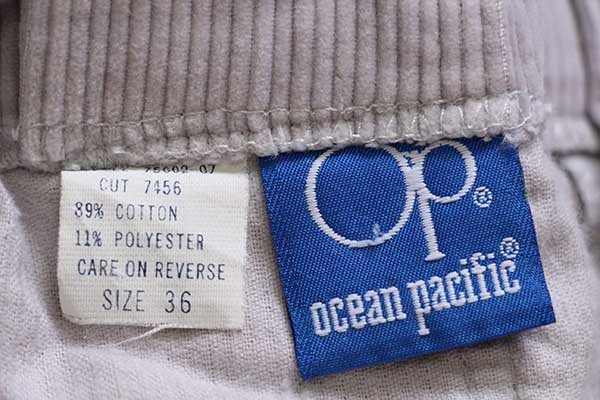 CUT 7456
89% COTTON
11% POLYESTER
CARE ON REVERSE
SIZE 36
Op®
ocean pacific®